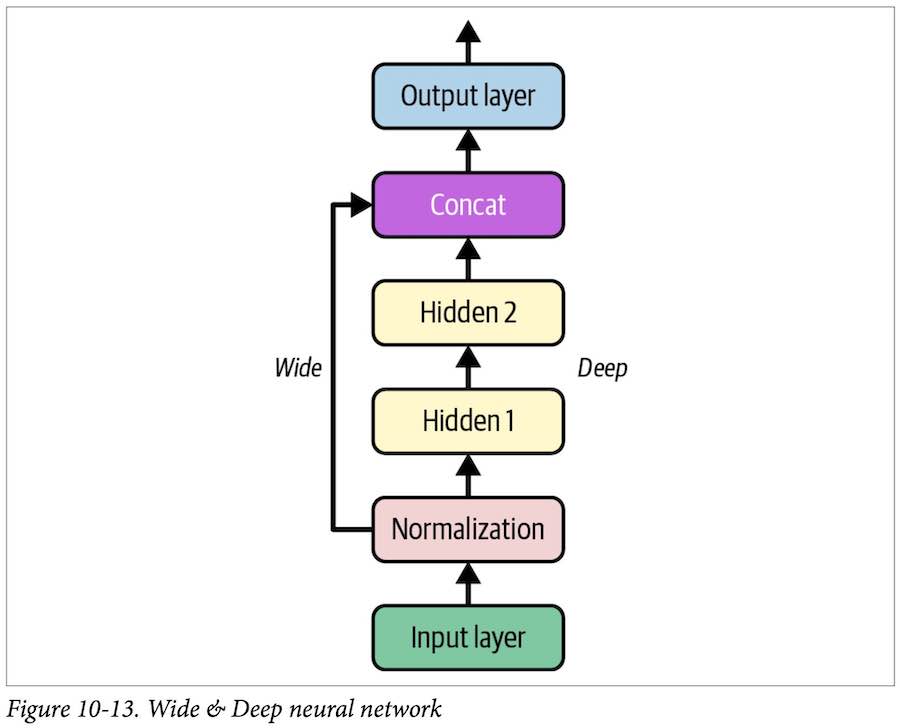 Output layer
Concat
Hidden 2
Wide
Deep
Hidden 1
Normalization
Input layer
Figure 10-13. Wide & Deep neural network